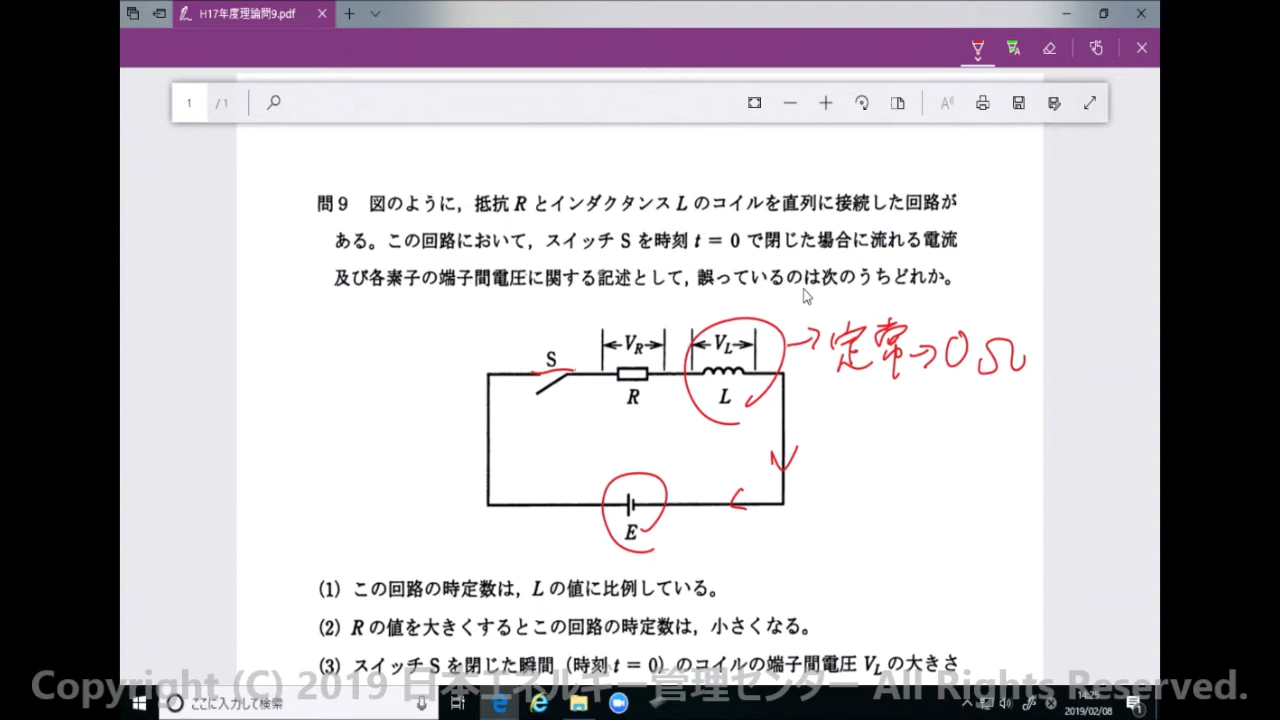 H17年度理論問9.pdf
1 / 1
問9 図のように，抵抗 R とインダクタンス L のコイルを直列に接続した回路が
ある。この回路において，スイッチ S を時刻 t = 0 で閉じた場合に流れる電流
及び各素子の端子間電圧に関する記述として，誤っているのは次のうちどれか。
V_R V_L →定常→0Ω
S
R L
E
(1) この回路の時定数は，L の値に比例している。
(2) R の値を大きくするとこの回路の時定数は，小さくなる。
(3) スイッチ S を閉じた瞬間（時刻 t = 0）のコイルの端子間電圧 V_L の大きさ
Copyright (C) 2019 日本エネルギー管理センター All Rights Reserved.
ここに入力して検索
14:25
2019/02/08